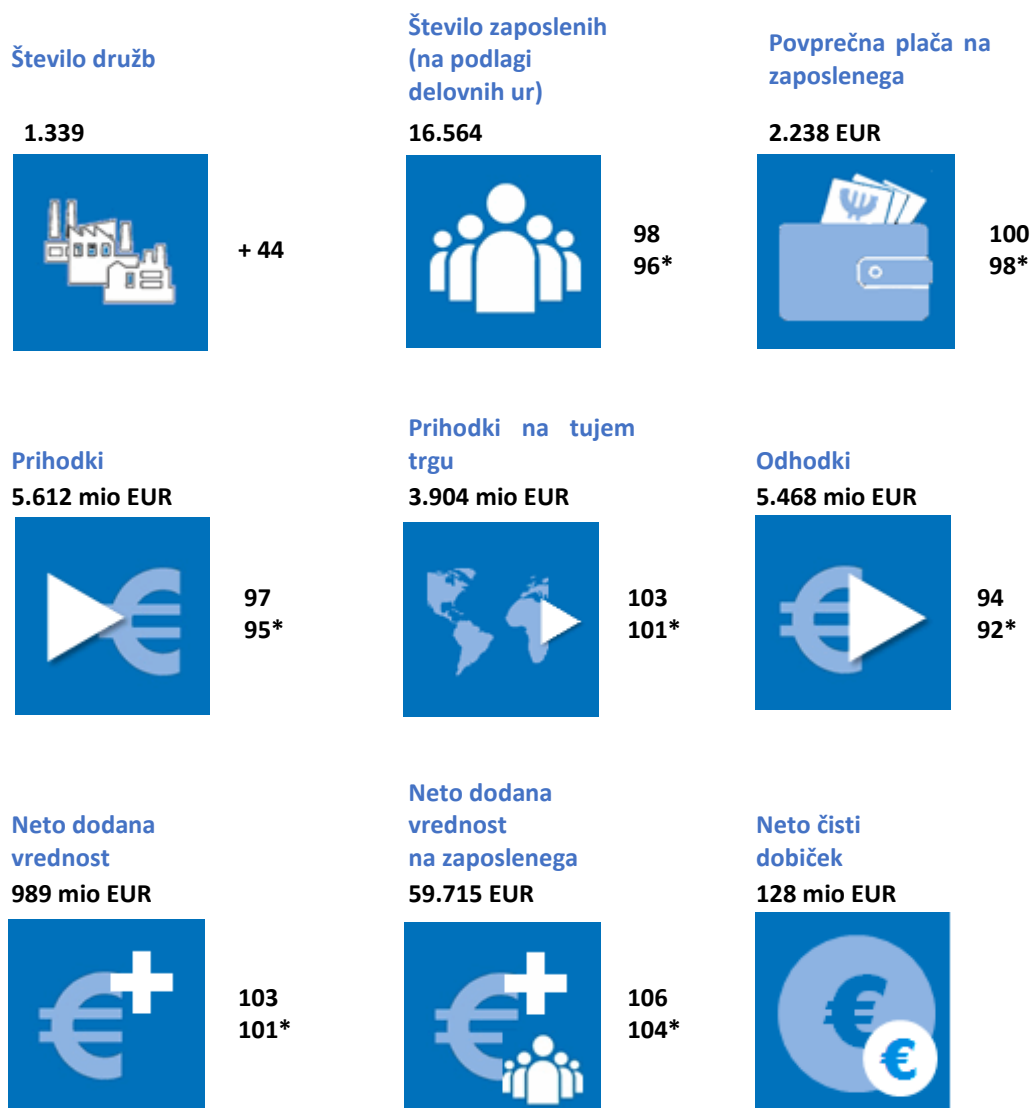 Število družb
1.339
+ 44
Število zaposlenih
(na podlagi
delovnih ur)
16.564
98
96*
Povprečna plača na
zaposlenega
2.238 EUR
100
98*
Prihodki
5.612 mio EUR
€
97
95*
Prihodki na tujem
trgu
3.904 mio EUR
103
101*
Odhodki
5.468 mio EUR
€
94
92*
Neto dodana
vrednost
989 mio EUR
€
103
101*
Neto dodana
vrednost
na zaposlenega
59.715 EUR
€
106
104*
Neto čisti
dobiček
128 mio EUR
€
€